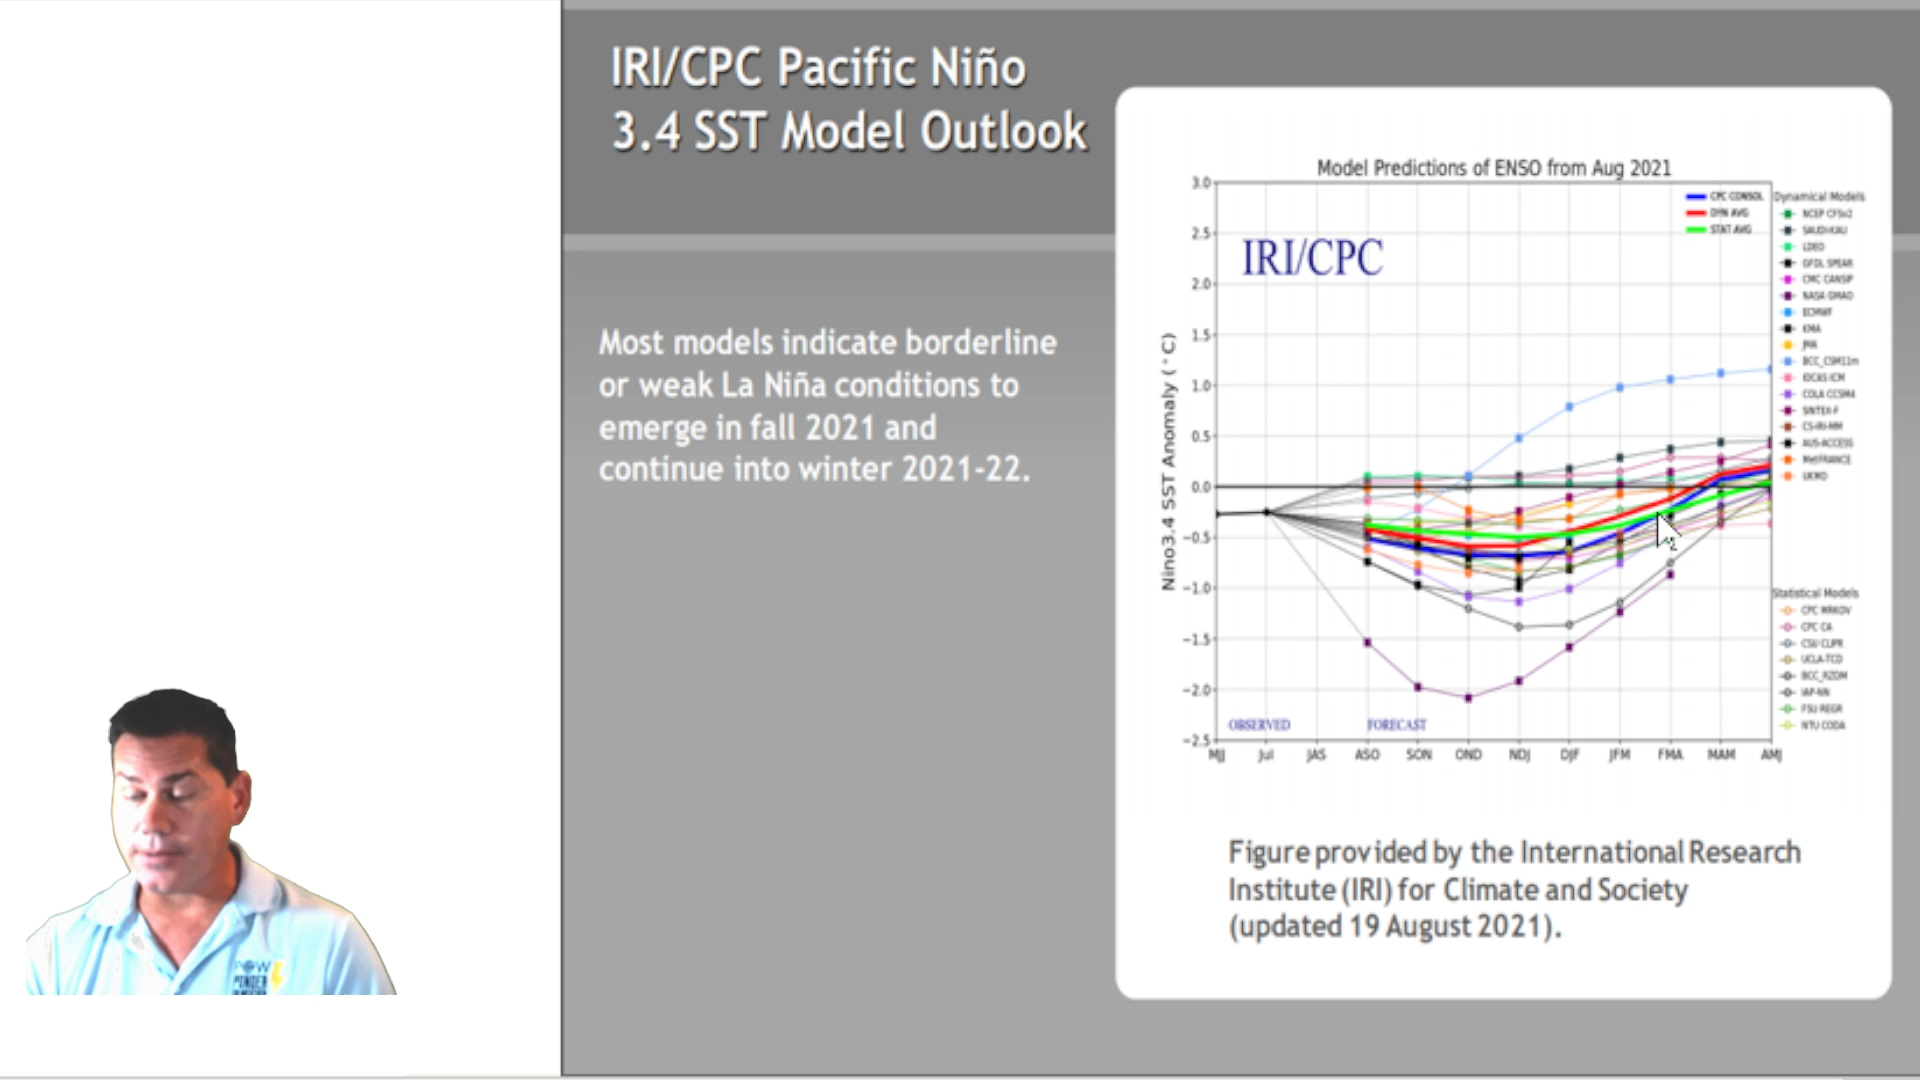 IRI/CPC Pacific Niño
3.4 SST Model Outlook
Most models indicate borderline
or weak La Niña conditions to
emerge in fall 2021 and
continue into winter 2021-22.
Model Predictions of ENSO from Aug 2021
IRI/CPC
Nino3.4 SST Anomaly (°C)
3.0
2.5
2.0
1.5
1.0
0.5
0.0
−0.5
−1.0
−1.5
−2.0
−2.5
OBSERVED
FORECAST
MJJ Jul JAS ASO SON OND NDJ DJF JFM FMA MAM AMJ
CPC CONSOL
DYN AVG
STAT AVG
Dynamical Models
NCEP CFSv2
SAUDI-KAU
LDEO
GFDL SPEAR
CMC CANSIP
NASA GMAO
ECMWF
KMA
JMA
BCC_CSM11m
IOCAS ICM
COLA CCSM4
SINTEX-F
CS-IRI-MM
AUS-ACCESS
MetFRANCE
UKMO
Statistical Models
CPC MRKOV
CPC CA
CSU CLIPR
UCLA-TCD
BCC_RZDM
IAP-NN
FSU REGR
NTU CODA
Figure provided by the International Research
Institute (IRI) for Climate and Society
(updated 19 August 2021).
POW